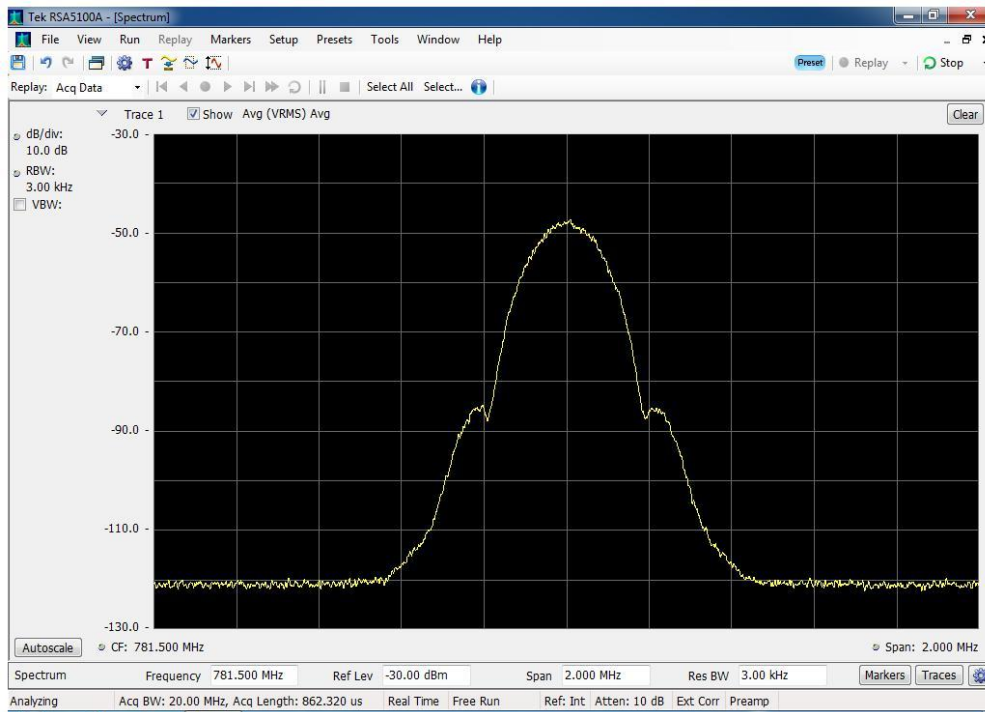 Tek RSA5100A - [Spectrum]
File View Run Replay Markers Setup Presets Tools Window Help
Preset Replay Stop
Replay: Acq Data Select All Select...
Trace 1 Show Avg (VRMS) Avg Clear
dB/div:
10.0 dB
RBW:
3.00 kHz
VBW:
-30.0
-50.0
-70.0
-90.0
-110.0
-130.0
Autoscale CF: 781.500 MHz Span: 2.000 MHz
Spectrum Frequency 781.500 MHz Ref Lev -30.00 dBm Span 2.000 MHz Res BW 3.00 kHz Markers Traces
Analyzing Acq BW: 20.00 MHz, Acq Length: 862.320 us Real Time Free Run Ref: Int Atten: 10 dB Ext Corr Preamp